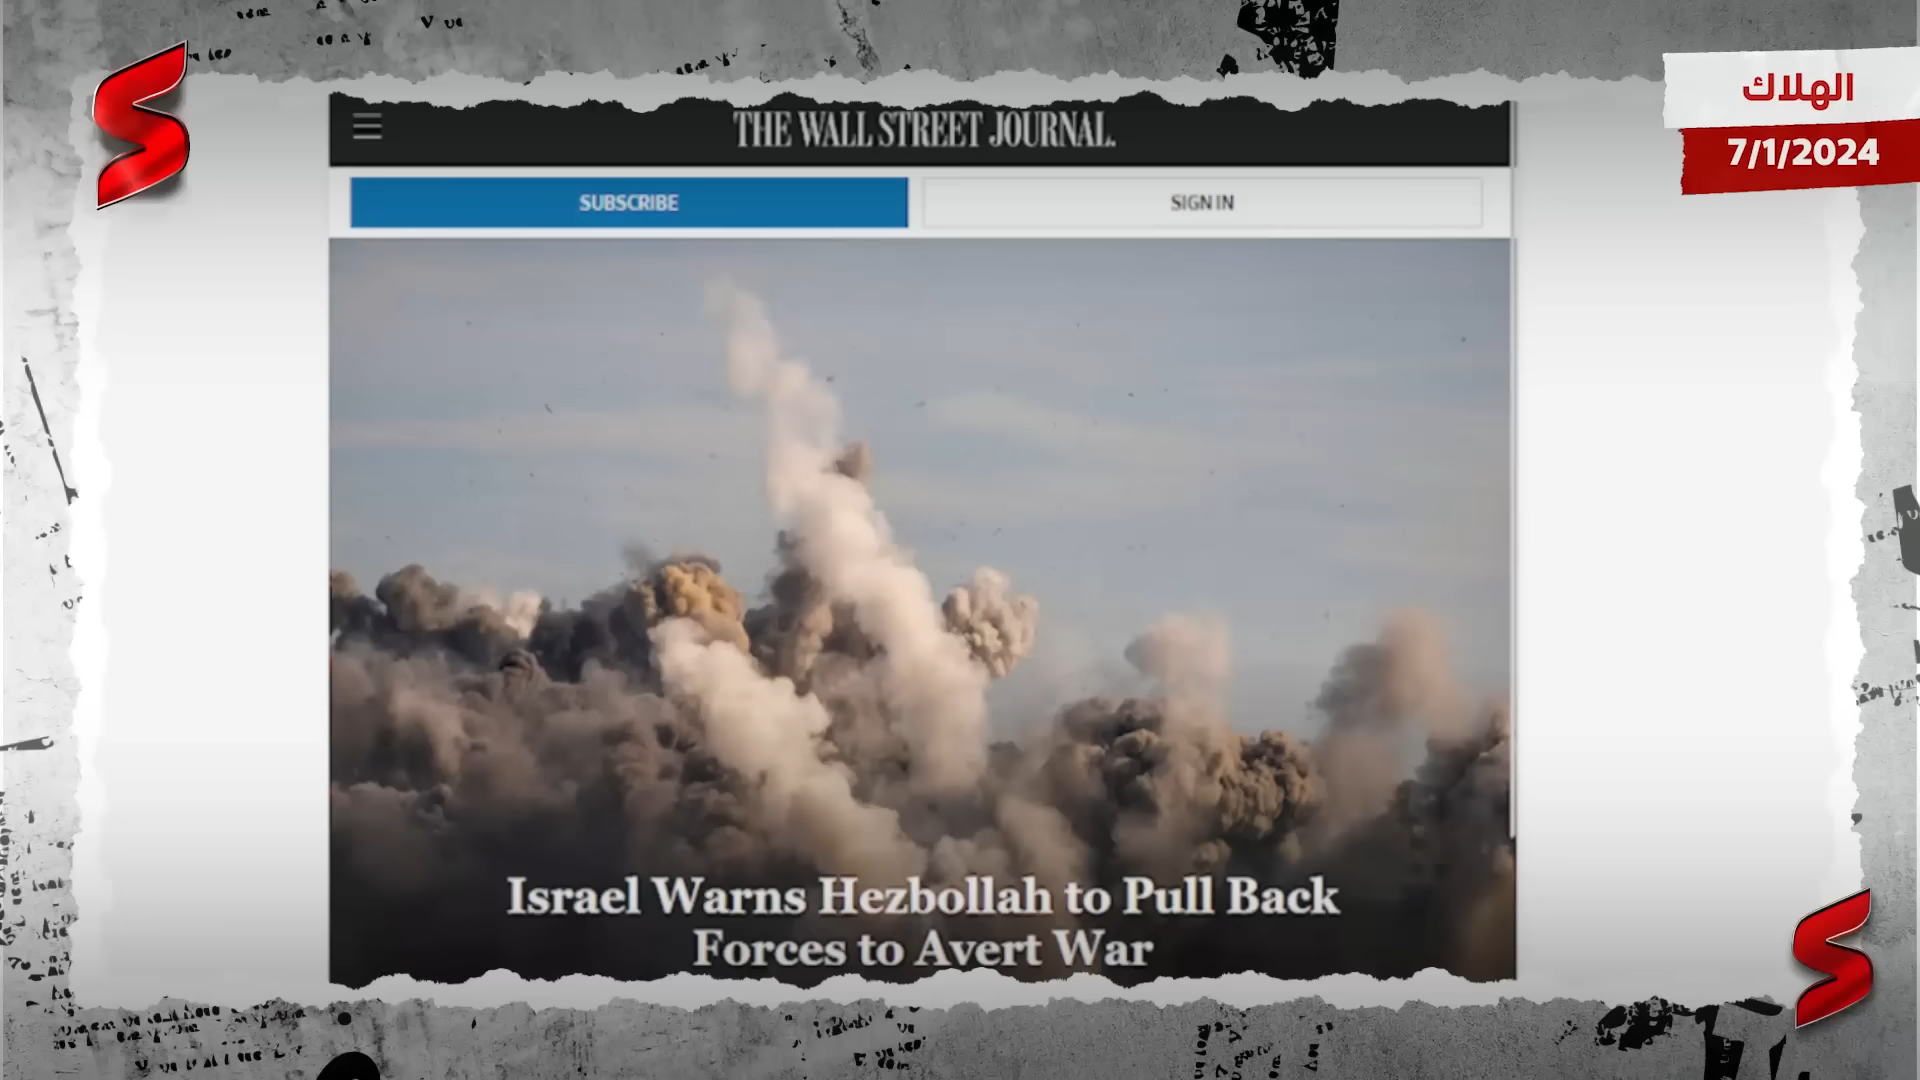 الهلاك
7/1/2024
THE WALL STREET JOURNAL.
SUBSCRIBE
SIGN IN
Israel Warns Hezbollah to Pull Back
Forces to Avert War